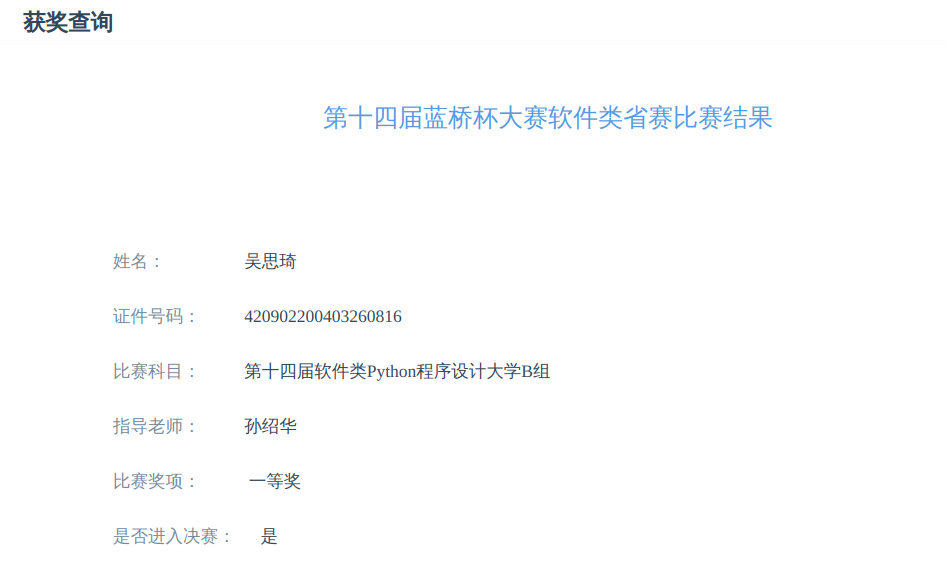 获奖查询
第十四届蓝桥杯大赛软件类省赛比赛结果
姓名： 吴思琦
证件号码： 420902200403260816
比赛科目： 第十四届软件类Python程序设计大学B组
指导老师： 孙绍华
比赛奖项： 一等奖
是否进入决赛： 是